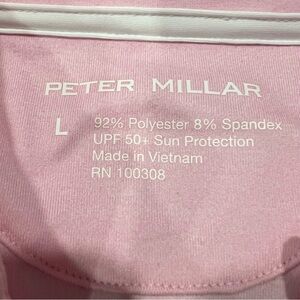 PETER MILLAR
L
92% Polyester 8% Spandex
UPF 50+ Sun Protection
Made in Vietnam
RN 100308